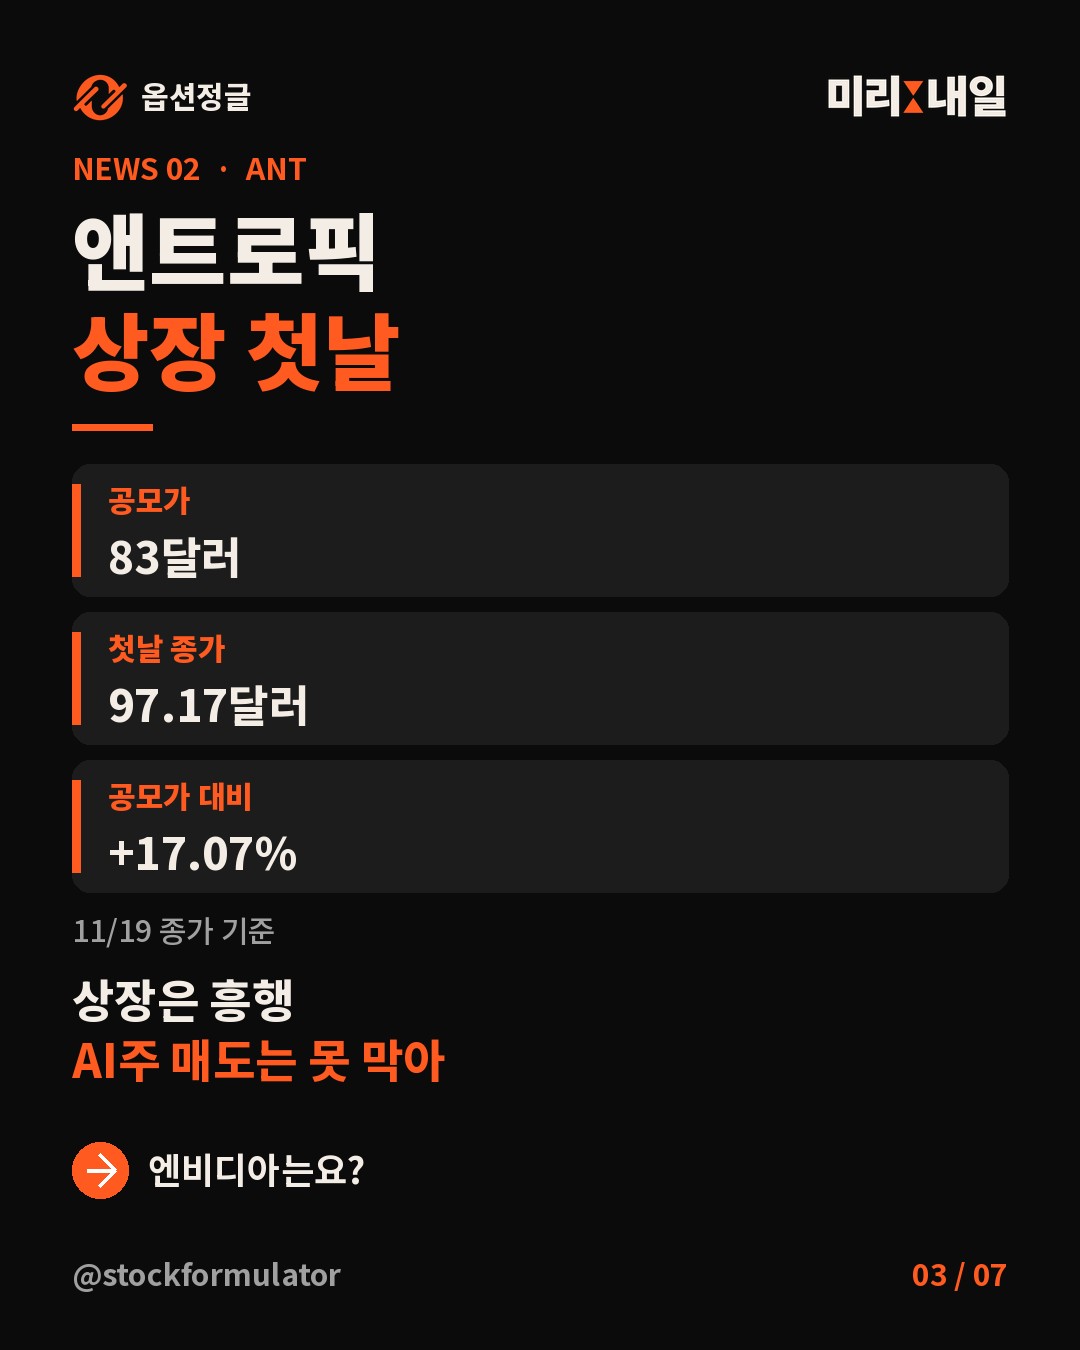 옵션정글
미리:내일
NEWS 02 · ANT
앤트로픽
상장 첫날
공모가
83달러
첫날 종가
97.17달러
공모가 대비
+17.07%
11/19 종가 기준
상장은 흥행
AI주 매도는 못 막아
엔비디아는요?
@stockformulator
03 / 07